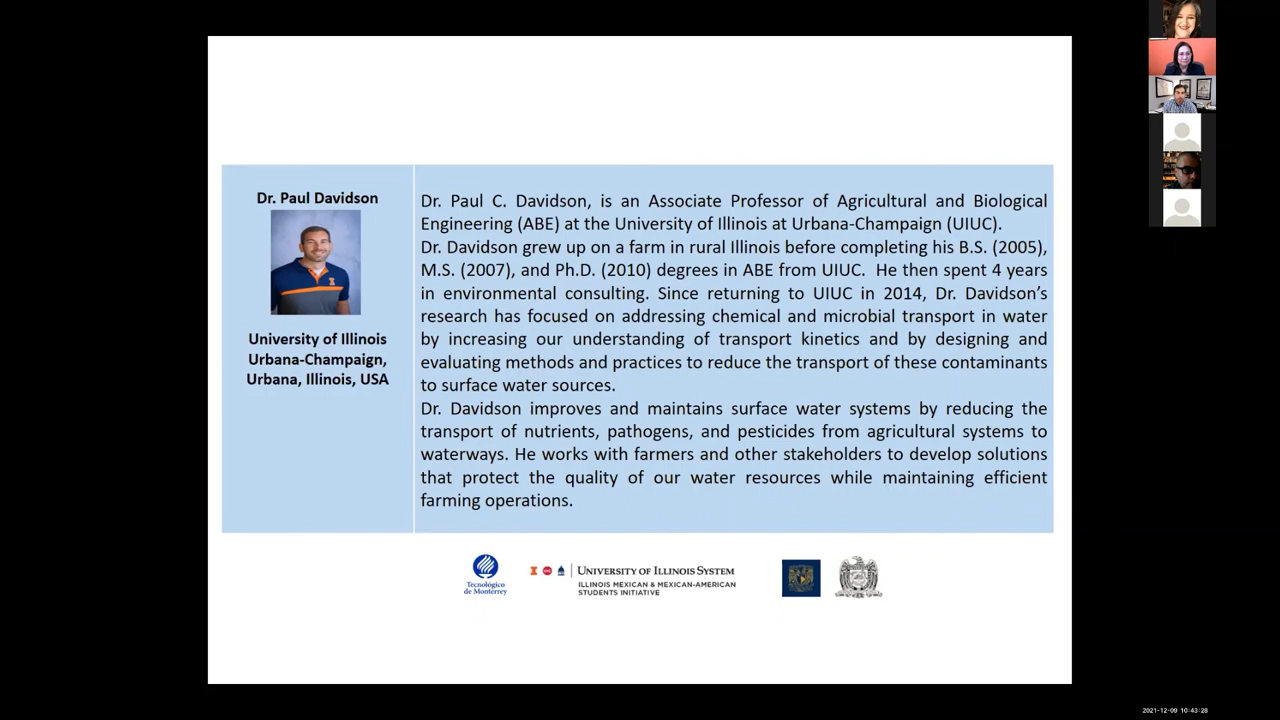 Dr. Paul Davidson
University of Illinois
Urbana-Champaign,
Urbana, Illinois, USA
Dr. Paul C. Davidson, is an Associate Professor of Agricultural and Biological
Engineering (ABE) at the University of Illinois at Urbana-Champaign (UIUC).
Dr. Davidson grew up on a farm in rural Illinois before completing his B.S. (2005),
M.S. (2007), and Ph.D. (2010) degrees in ABE from UIUC. He then spent 4 years
in environmental consulting. Since returning to UIUC in 2014, Dr. Davidson's
research has focused on addressing chemical and microbial transport in water
by increasing our understanding of transport kinetics and by designing and
evaluating methods and practices to reduce the transport of these contaminants
to surface water sources.
Dr. Davidson improves and maintains surface water systems by reducing the
transport of nutrients, pathogens, and pesticides from agricultural systems to
waterways. He works with farmers and other stakeholders to develop solutions
that protect the quality of our water resources while maintaining efficient
farming operations.
Tecnológico
de Monterrey
UNIVERSITY OF ILLINOIS SYSTEM
ILLINOIS MEXICAN & MEXICAN-AMERICAN
STUDENTS INITIATIVE
2021-12-09 10:43:28